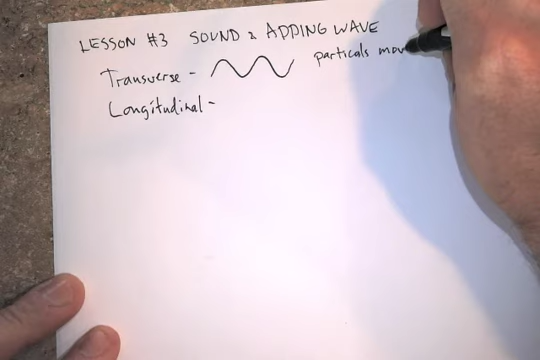 LESSON #3 SOUND & ADDING WAVE
Transverse - particals mov
Longitudinal -